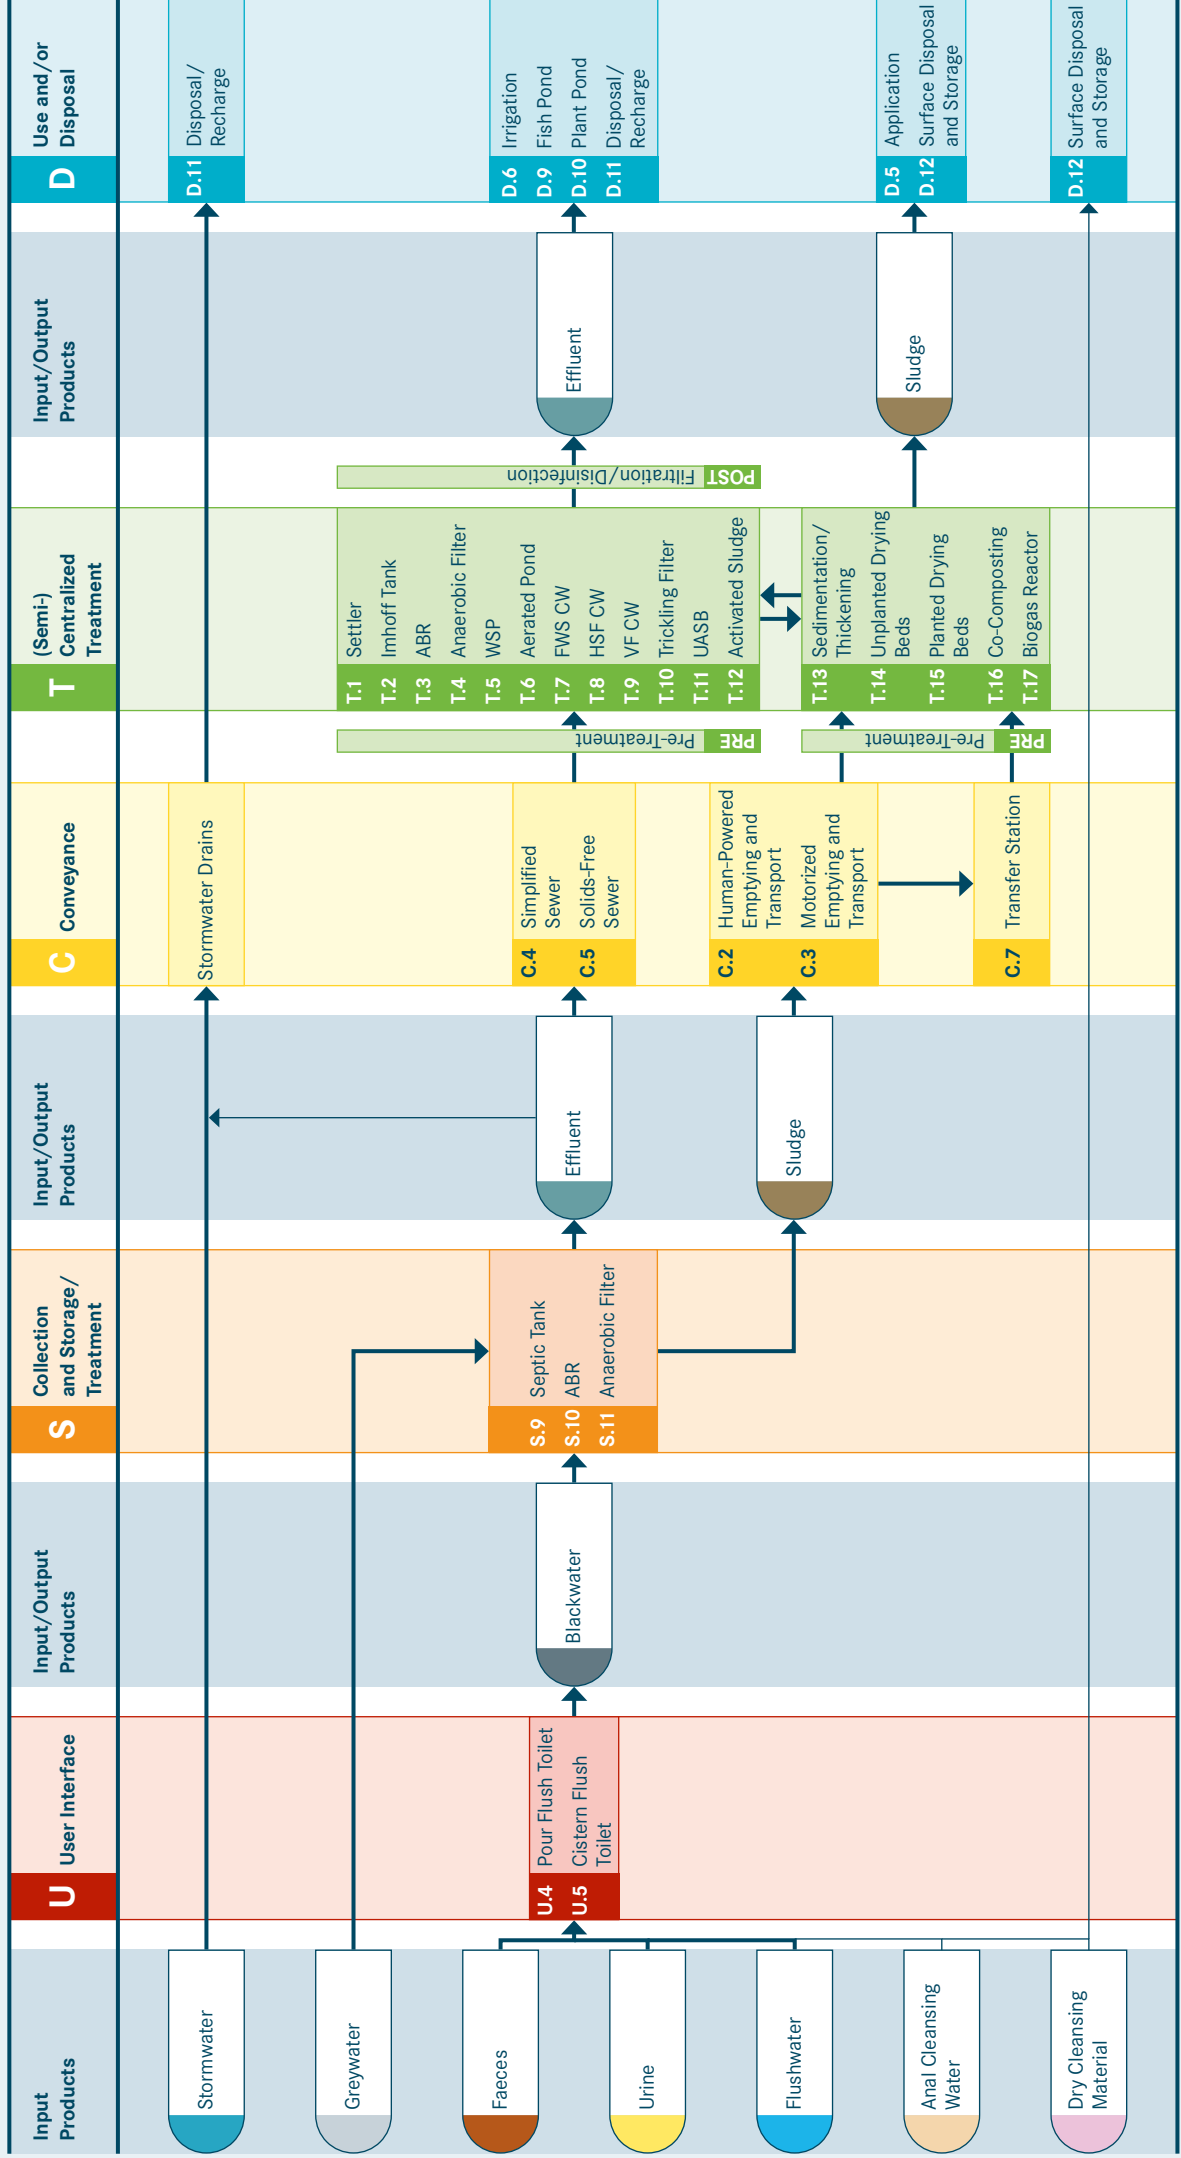 Input
Products
U
User Interface
Input/Output
Products
S
Collection
and Storage/
Treatment
Input/Output
Products
C
Conveyance
T
(Semi-)
Centralized
Treatment
Input/Output
Products
D
Use and/or
Disposal
Stormwater
Greywater
Faeces
Urine
Flushwater
Anal Cleansing
Water
Dry Cleansing
Material
U.4 Pour Flush Toilet
U.5 Cistern Flush
Toilet
Blackwater
S.9 Septic Tank
S.10 ABR
S.11 Anaerobic Filter
Effluent
Sludge
Stormwater Drains
C.4 Simplified
Sewer
C.5 Solids-Free
Sewer
C.2 Human-Powered
Emptying and
Transport
C.3 Motorized
Emptying and
Transport
C.7 Transfer Station
PRE Pre-Treatment
PRE Pre-Treatment
T.1 Settler
T.2 Imhoff Tank
T.3 ABR
T.4 Anaerobic Filter
T.5 WSP
T.6 Aerated Pond
T.7 FWS CW
T.8 HSF CW
T.9 VF CW
T.10 Trickling Filter
T.11 UASB
T.12 Activated Sludge
T.13 Sedimentation/
Thickening
T.14 Unplanted Drying
Beds
T.15 Planted Drying
Beds
T.16 Co-Composting
T.17 Biogas Reactor
POST Filtration/Disinfection
Effluent
Sludge
D.11 Disposal/
Recharge
D.6 Irrigation
D.9 Fish Pond
D.10 Plant Pond
D.11 Disposal/
Recharge
D.5 Application
D.12 Surface Disposal
and Storage
D.12 Surface Disposal
and Storage